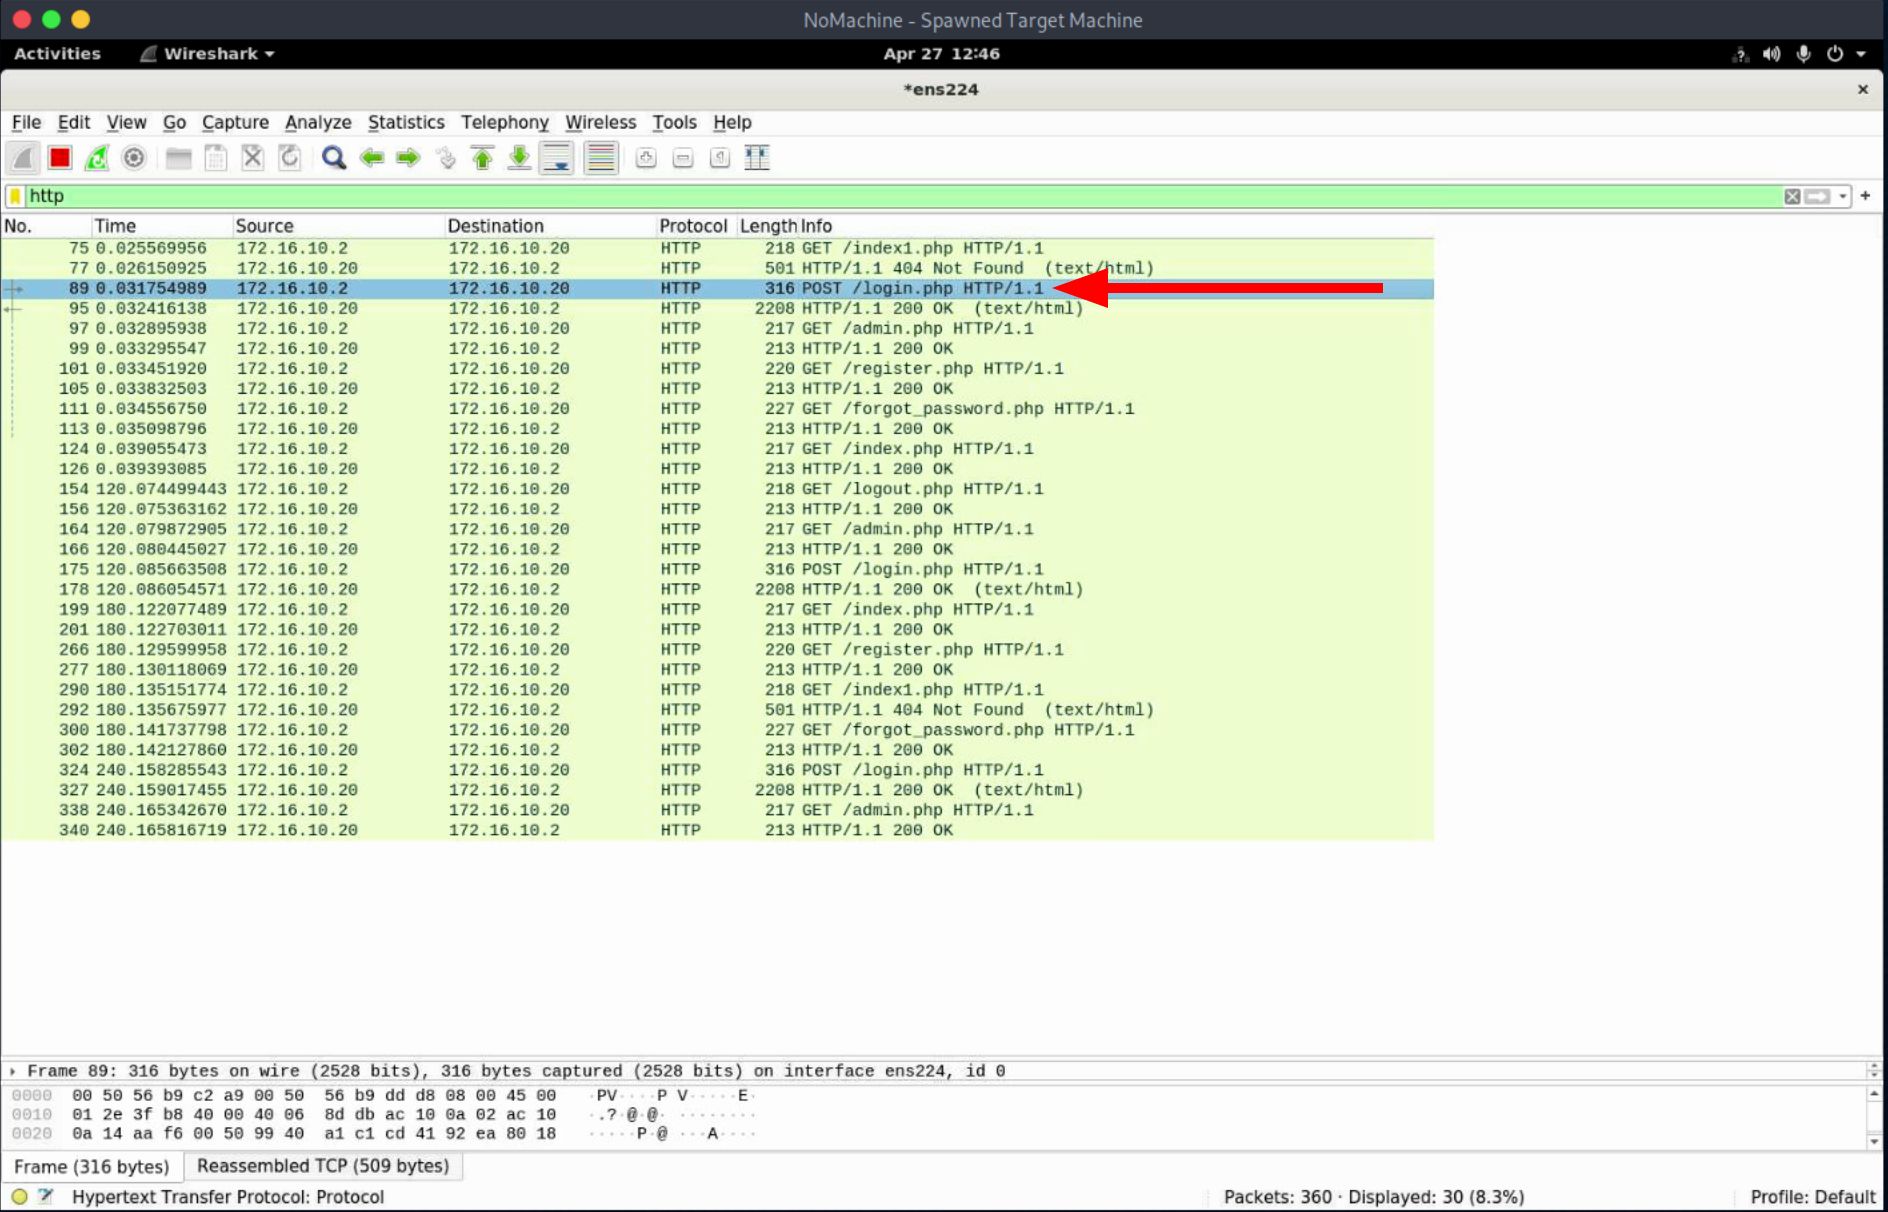 NoMachine - Spawned Target Machine
Activities Wireshark Apr 27 12:46
*ens224
File Edit View Go Capture Analyze Statistics Telephony Wireless Tools Help
http
No. Time Source Destination Protocol Length Info
75 0.025569956 172.16.10.2 172.16.10.20 HTTP 218 GET /index1.php HTTP/1.1
77 0.026150925 172.16.10.20 172.16.10.2 HTTP 501 HTTP/1.1 404 Not Found (text/html)
89 0.031754989 172.16.10.2 172.16.10.20 HTTP 316 POST /login.php HTTP/1.1
95 0.032416138 172.16.10.20 172.16.10.2 HTTP 2208 HTTP/1.1 200 OK (text/html)
97 0.032895938 172.16.10.2 172.16.10.20 HTTP 217 GET /admin.php HTTP/1.1
99 0.033295547 172.16.10.20 172.16.10.2 HTTP 213 HTTP/1.1 200 OK
101 0.033451920 172.16.10.2 172.16.10.20 HTTP 220 GET /register.php HTTP/1.1
105 0.033832503 172.16.10.20 172.16.10.2 HTTP 213 HTTP/1.1 200 OK
111 0.034556750 172.16.10.2 172.16.10.20 HTTP 227 GET /forgot_password.php HTTP/1.1
113 0.035098796 172.16.10.20 172.16.10.2 HTTP 213 HTTP/1.1 200 OK
124 0.039055473 172.16.10.2 172.16.10.20 HTTP 217 GET /index.php HTTP/1.1
126 0.039393085 172.16.10.20 172.16.10.2 HTTP 213 HTTP/1.1 200 OK
154 120.074499443 172.16.10.2 172.16.10.20 HTTP 218 GET /logout.php HTTP/1.1
156 120.075363162 172.16.10.20 172.16.10.2 HTTP 213 HTTP/1.1 200 OK
164 120.079872905 172.16.10.2 172.16.10.20 HTTP 217 GET /admin.php HTTP/1.1
166 120.080445027 172.16.10.20 172.16.10.2 HTTP 213 HTTP/1.1 200 OK
175 120.085663508 172.16.10.2 172.16.10.20 HTTP 316 POST /login.php HTTP/1.1
178 120.086054571 172.16.10.20 172.16.10.2 HTTP 2208 HTTP/1.1 200 OK (text/html)
199 180.122077489 172.16.10.2 172.16.10.20 HTTP 217 GET /index.php HTTP/1.1
201 180.122703011 172.16.10.20 172.16.10.2 HTTP 213 HTTP/1.1 200 OK
266 180.129599958 172.16.10.2 172.16.10.20 HTTP 220 GET /register.php HTTP/1.1
277 180.130118069 172.16.10.20 172.16.10.2 HTTP 213 HTTP/1.1 200 OK
290 180.135151774 172.16.10.2 172.16.10.20 HTTP 218 GET /index1.php HTTP/1.1
292 180.135675977 172.16.10.20 172.16.10.2 HTTP 501 HTTP/1.1 404 Not Found (text/html)
300 180.141737798 172.16.10.2 172.16.10.20 HTTP 227 GET /forgot_password.php HTTP/1.1
302 180.142127860 172.16.10.20 172.16.10.2 HTTP 213 HTTP/1.1 200 OK
324 240.158285543 172.16.10.2 172.16.10.20 HTTP 316 POST /login.php HTTP/1.1
327 240.159017455 172.16.10.20 172.16.10.2 HTTP 2208 HTTP/1.1 200 OK (text/html)
338 240.165342670 172.16.10.2 172.16.10.20 HTTP 217 GET /admin.php HTTP/1.1
340 240.165816719 172.16.10.20 172.16.10.2 HTTP 213 HTTP/1.1 200 OK
Frame 89: 316 bytes on wire (2528 bits), 316 bytes captured (2528 bits) on interface ens224, id 0
0000 00 50 56 b9 c2 a9 00 50 56 b9 dd d8 08 00 45 00 ·PV····P V·····E·
0010 01 2e 3f b8 40 00 40 06 8d db ac 10 0a 02 ac 10 ·.?·@·@· ········
0020 0a 14 aa f6 00 50 99 40 a1 c1 cd 41 92 ea 80 18 ·····P·@ ···A····
Frame (316 bytes) Reassembled TCP (509 bytes)
Hypertext Transfer Protocol: Protocol Packets: 360 · Displayed: 30 (8.3%) Profile: Default